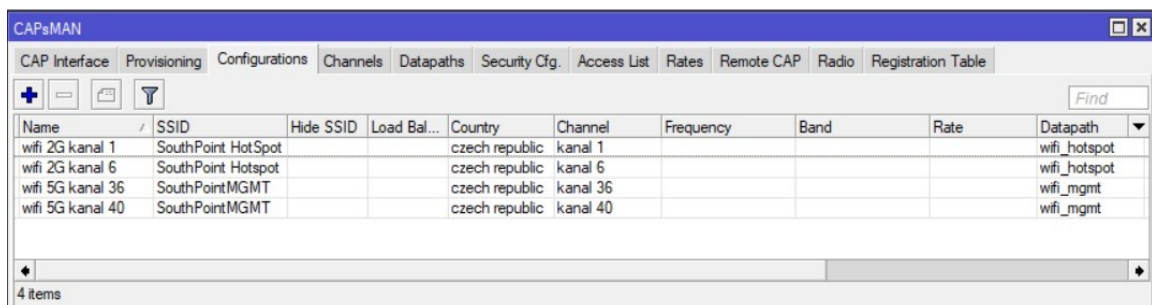 CAPsMAN
CAP Interface Provisioning Configurations Channels Datapaths Security Cfg. Access List Rates Remote CAP Radio Registration Table
Find
Name / SSID Hide SSID Load Bal... Country Channel Frequency Band Rate Datapath
wifi 2G kanal 1 SouthPoint HotSpot czech republic kanal 1 wifi_hotspot
wifi 2G kanal 6 SouthPoint Hotspot czech republic kanal 6 wifi_hotspot
wifi 5G kanal 36 SouthPointMGMT czech republic kanal 36 wifi_mgmt
wifi 5G kanal 40 SouthPointMGMT czech republic kanal 40 wifi_mgmt
4 items